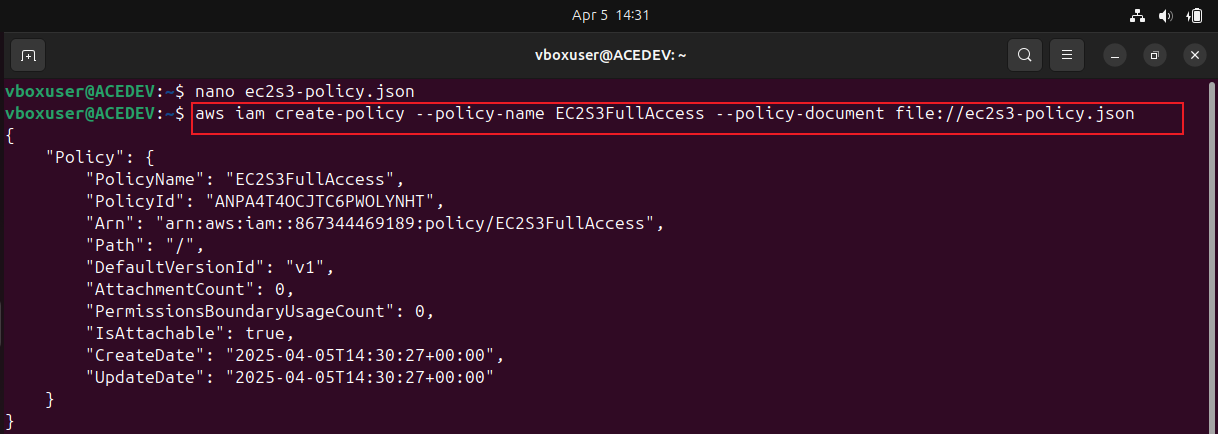 Apr 5 14:31
vboxuser@ACEDEV: ~
vboxuser@ACEDEV:~$ nano ec2s3-policy.json
vboxuser@ACEDEV:~$ aws iam create-policy --policy-name EC2S3FullAccess --policy-document file://ec2s3-policy.json
{
    "Policy": {
        "PolicyName": "EC2S3FullAccess",
        "PolicyId": "ANPA4T4OCJTC6PWOLYNHT",
        "Arn": "arn:aws:iam::867344469189:policy/EC2S3FullAccess",
        "Path": "/",
        "DefaultVersionId": "v1",
        "AttachmentCount": 0,
        "PermissionsBoundaryUsageCount": 0,
        "IsAttachable": true,
        "CreateDate": "2025-04-05T14:30:27+00:00",
        "UpdateDate": "2025-04-05T14:30:27+00:00"
    }
}